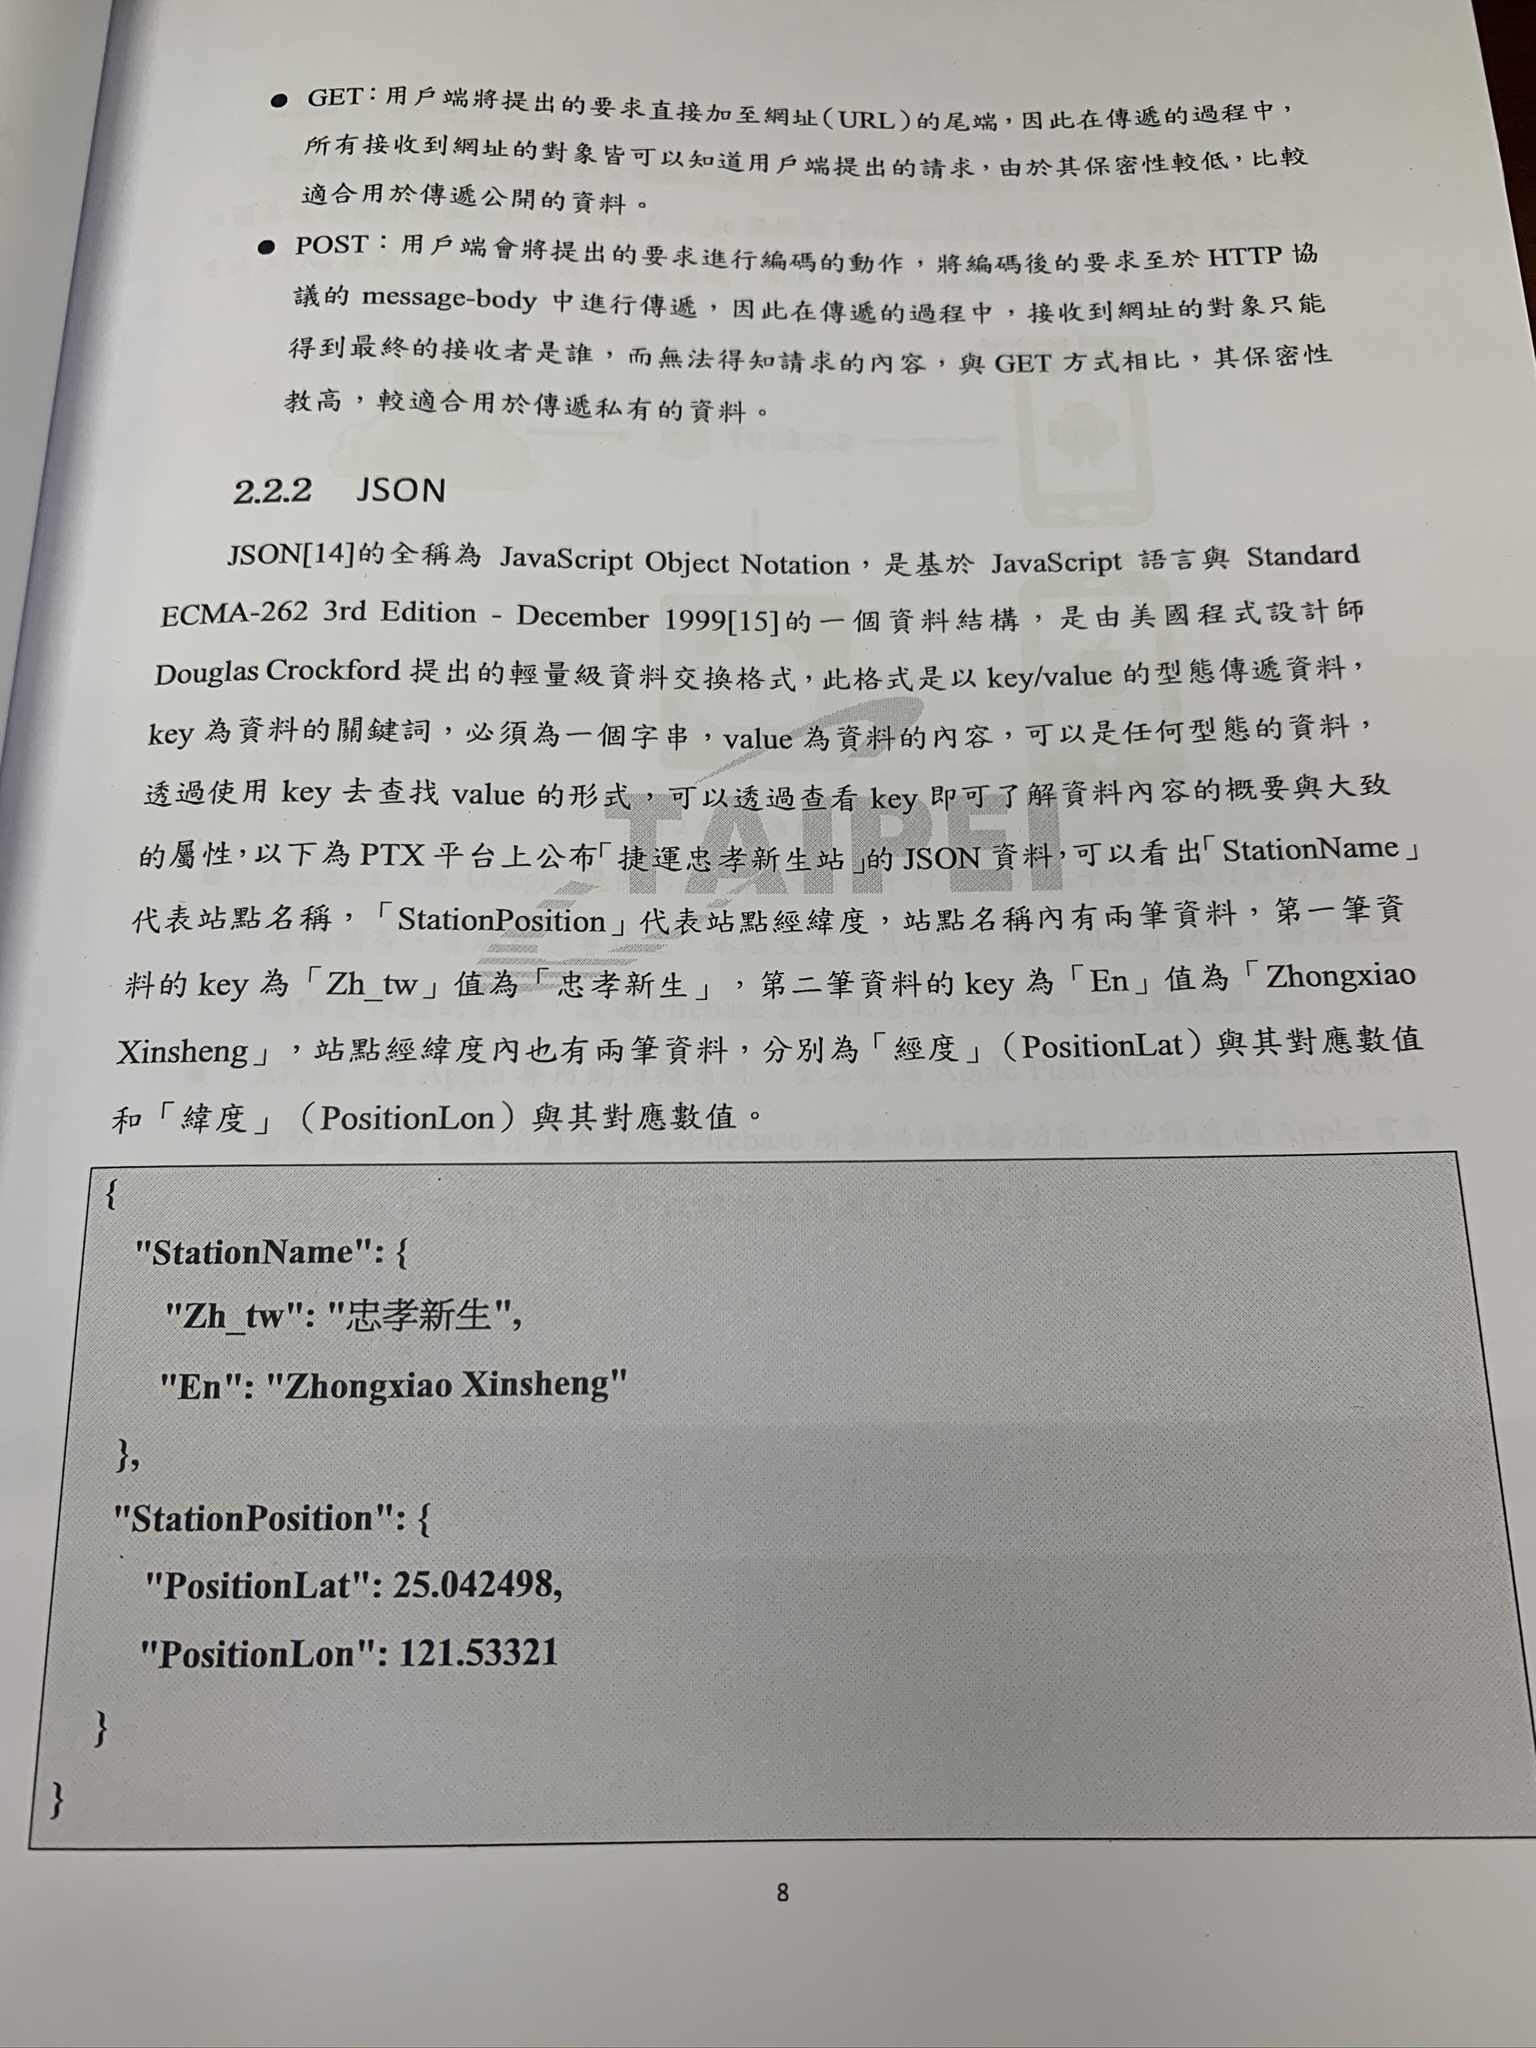 ● GET：用戶端將提出的要求直接加至網址（URL）的尾端，因此在傳遞的過程中，
所有接收到網址的對象皆可以知道用戶端提出的請求，由於其保密性較低，比較
適合用於傳遞公開的資料。
● POST：用戶端會將提出的要求進行編碼的動作，將編碼後的要求至於 HTTP 協
議的 message-body 中進行傳遞，因此在傳遞的過程中，接收到網址的對象只能
得到最終的接收者是誰，而無法得知請求的內容，與 GET 方式相比，其保密性
教高，較適合用於傳遞私有的資料。
2.2.2 JSON
JSON[14]的全稱為 JavaScript Object Notation，是基於 JavaScript 語言與 Standard
ECMA-262 3rd Edition - December 1999[15]的一個資料結構，是由美國程式設計師
Douglas Crockford 提出的輕量級資料交換格式，此格式是以 key/value 的型態傳遞資料，
key 為資料的關鍵詞，必須為一個字串，value 為資料的內容，可以是任何型態的資料，
透過使用 key 去查找 value 的形式，可以透過查看 key 即可了解資料內容的概要與大致
TAIPEI
的屬性，以下為 PTX 平台上公布「捷運忠孝新生站」的 JSON 資料，可以看出「StationName」
代表站點名稱，「StationPosition」代表站點經緯度，站點名稱內有兩筆資料，第一筆資
料的 key 為「Zh_tw」值為「忠孝新生」，第二筆資料的 key 為「En」值為「Zhongxiao
Xinsheng」，站點經緯度內也有兩筆資料，分別為「經度」（PositionLat）與其對應數值
和「緯度」（PositionLon）與其對應數值。
{
"StationName": {
"Zh_tw": "忠孝新生",
"En": "Zhongxiao Xinsheng"
},
"StationPosition": {
"PositionLat": 25.042498,
"PositionLon": 121.53321
}
}
8